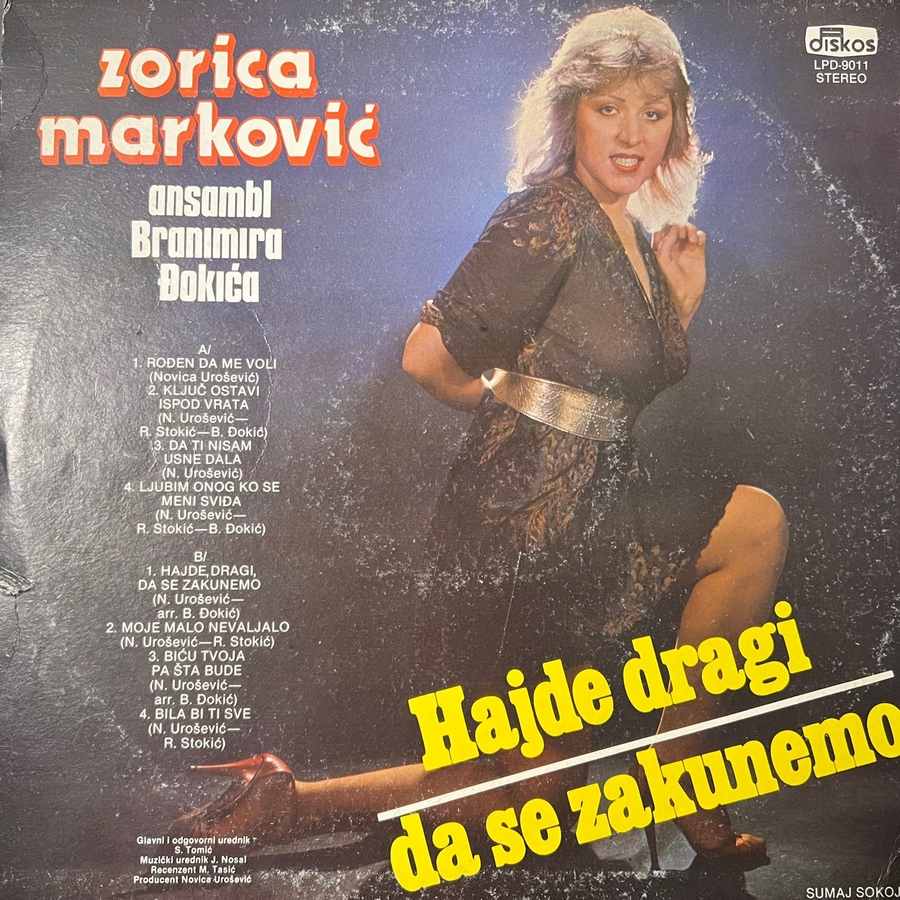 zorica
marković
ansambl
Branimira
Đokića
diskos
LPD-9011
STEREO
A/
1. ROĐEN DA ME VOLI
(Novica Urošević)
2. KLJUČ OSTAVI
ISPOD VRATA
(N. Urošević—
R. Stokić—B. Đokić)
3. DA TI NISAM
USNE DALA
(N. Urošević)
4. LJUBIM ONOG KO SE
MENI SVIĐA
(N. Urošević—
R. Stokić—B. Đokić)
B/
1. HAJDE DRAGI,
DA SE ZAKUNEMO
(N. Urošević—
arr. B. Đokić)
2. MOJE MALO NEVALJALO
(N. Urošević—R. Stokić)
3. BIĆU TVOJA
PA ŠTA BUDE
(N. Urošević—
arr. B. Đokić)
4. BILA BI TI SVE
(N. Urošević—
R. Stokić)
Hajde dragi
da se zakunemo
Glavni i odgovorni urednik
S. Tomić
Muzički urednik J. Nosal
Recenzent M. Tasić
Producent Novica Urošević
SUMAJ SOKOJ